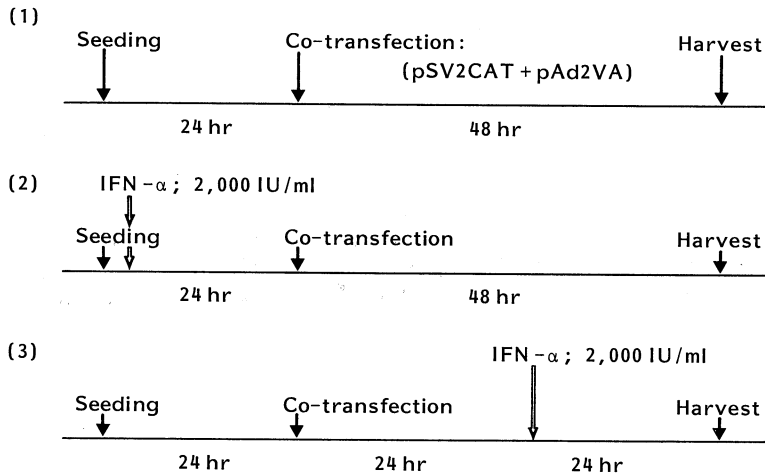 (1)
Seeding Co-transfection: Harvest
(pSV2CAT + pAd2VA)
24 hr 48 hr
(2) IFN -α ; 2,000 IU/ml
Seeding Co-transfection Harvest
24 hr 48 hr
(3)
IFN -α ; 2,000 IU/ml
Seeding Co-transfection Harvest
24 hr 24 hr 24 hr